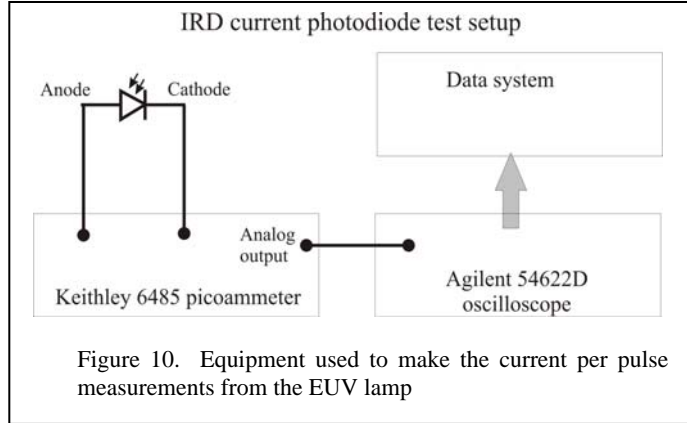 IRD current photodiode test setup
Anode
Cathode
Data system
Analog
output
Keithley 6485 picoammeter
Agilent 54622D
oscilloscope
Figure 10. Equipment used to make the current per pulse
measurements from the EUV lamp